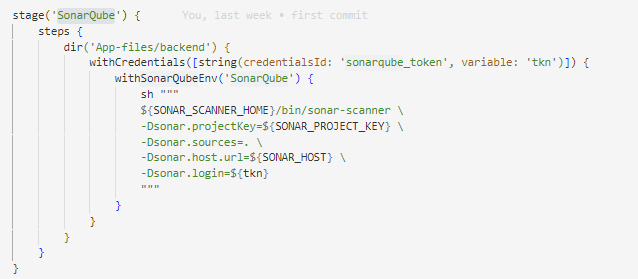 stage('SonarQube') {     You, last week • first commit
    steps {
        dir('App-files/backend') {
            withCredentials([string(credentialsId: 'sonarqube_token', variable: 'tkn')]) {
                withSonarQubeEnv('SonarQube') {
                    sh """
                    ${SONAR_SCANNER_HOME}/bin/sonar-scanner \
                    -Dsonar.projectKey=${SONAR_PROJECT_KEY} \
                    -Dsonar.sources=. \
                    -Dsonar.host.url=${SONAR_HOST} \
                    -Dsonar.login=${tkn}
                    """
                }
            }
        }
    }
}